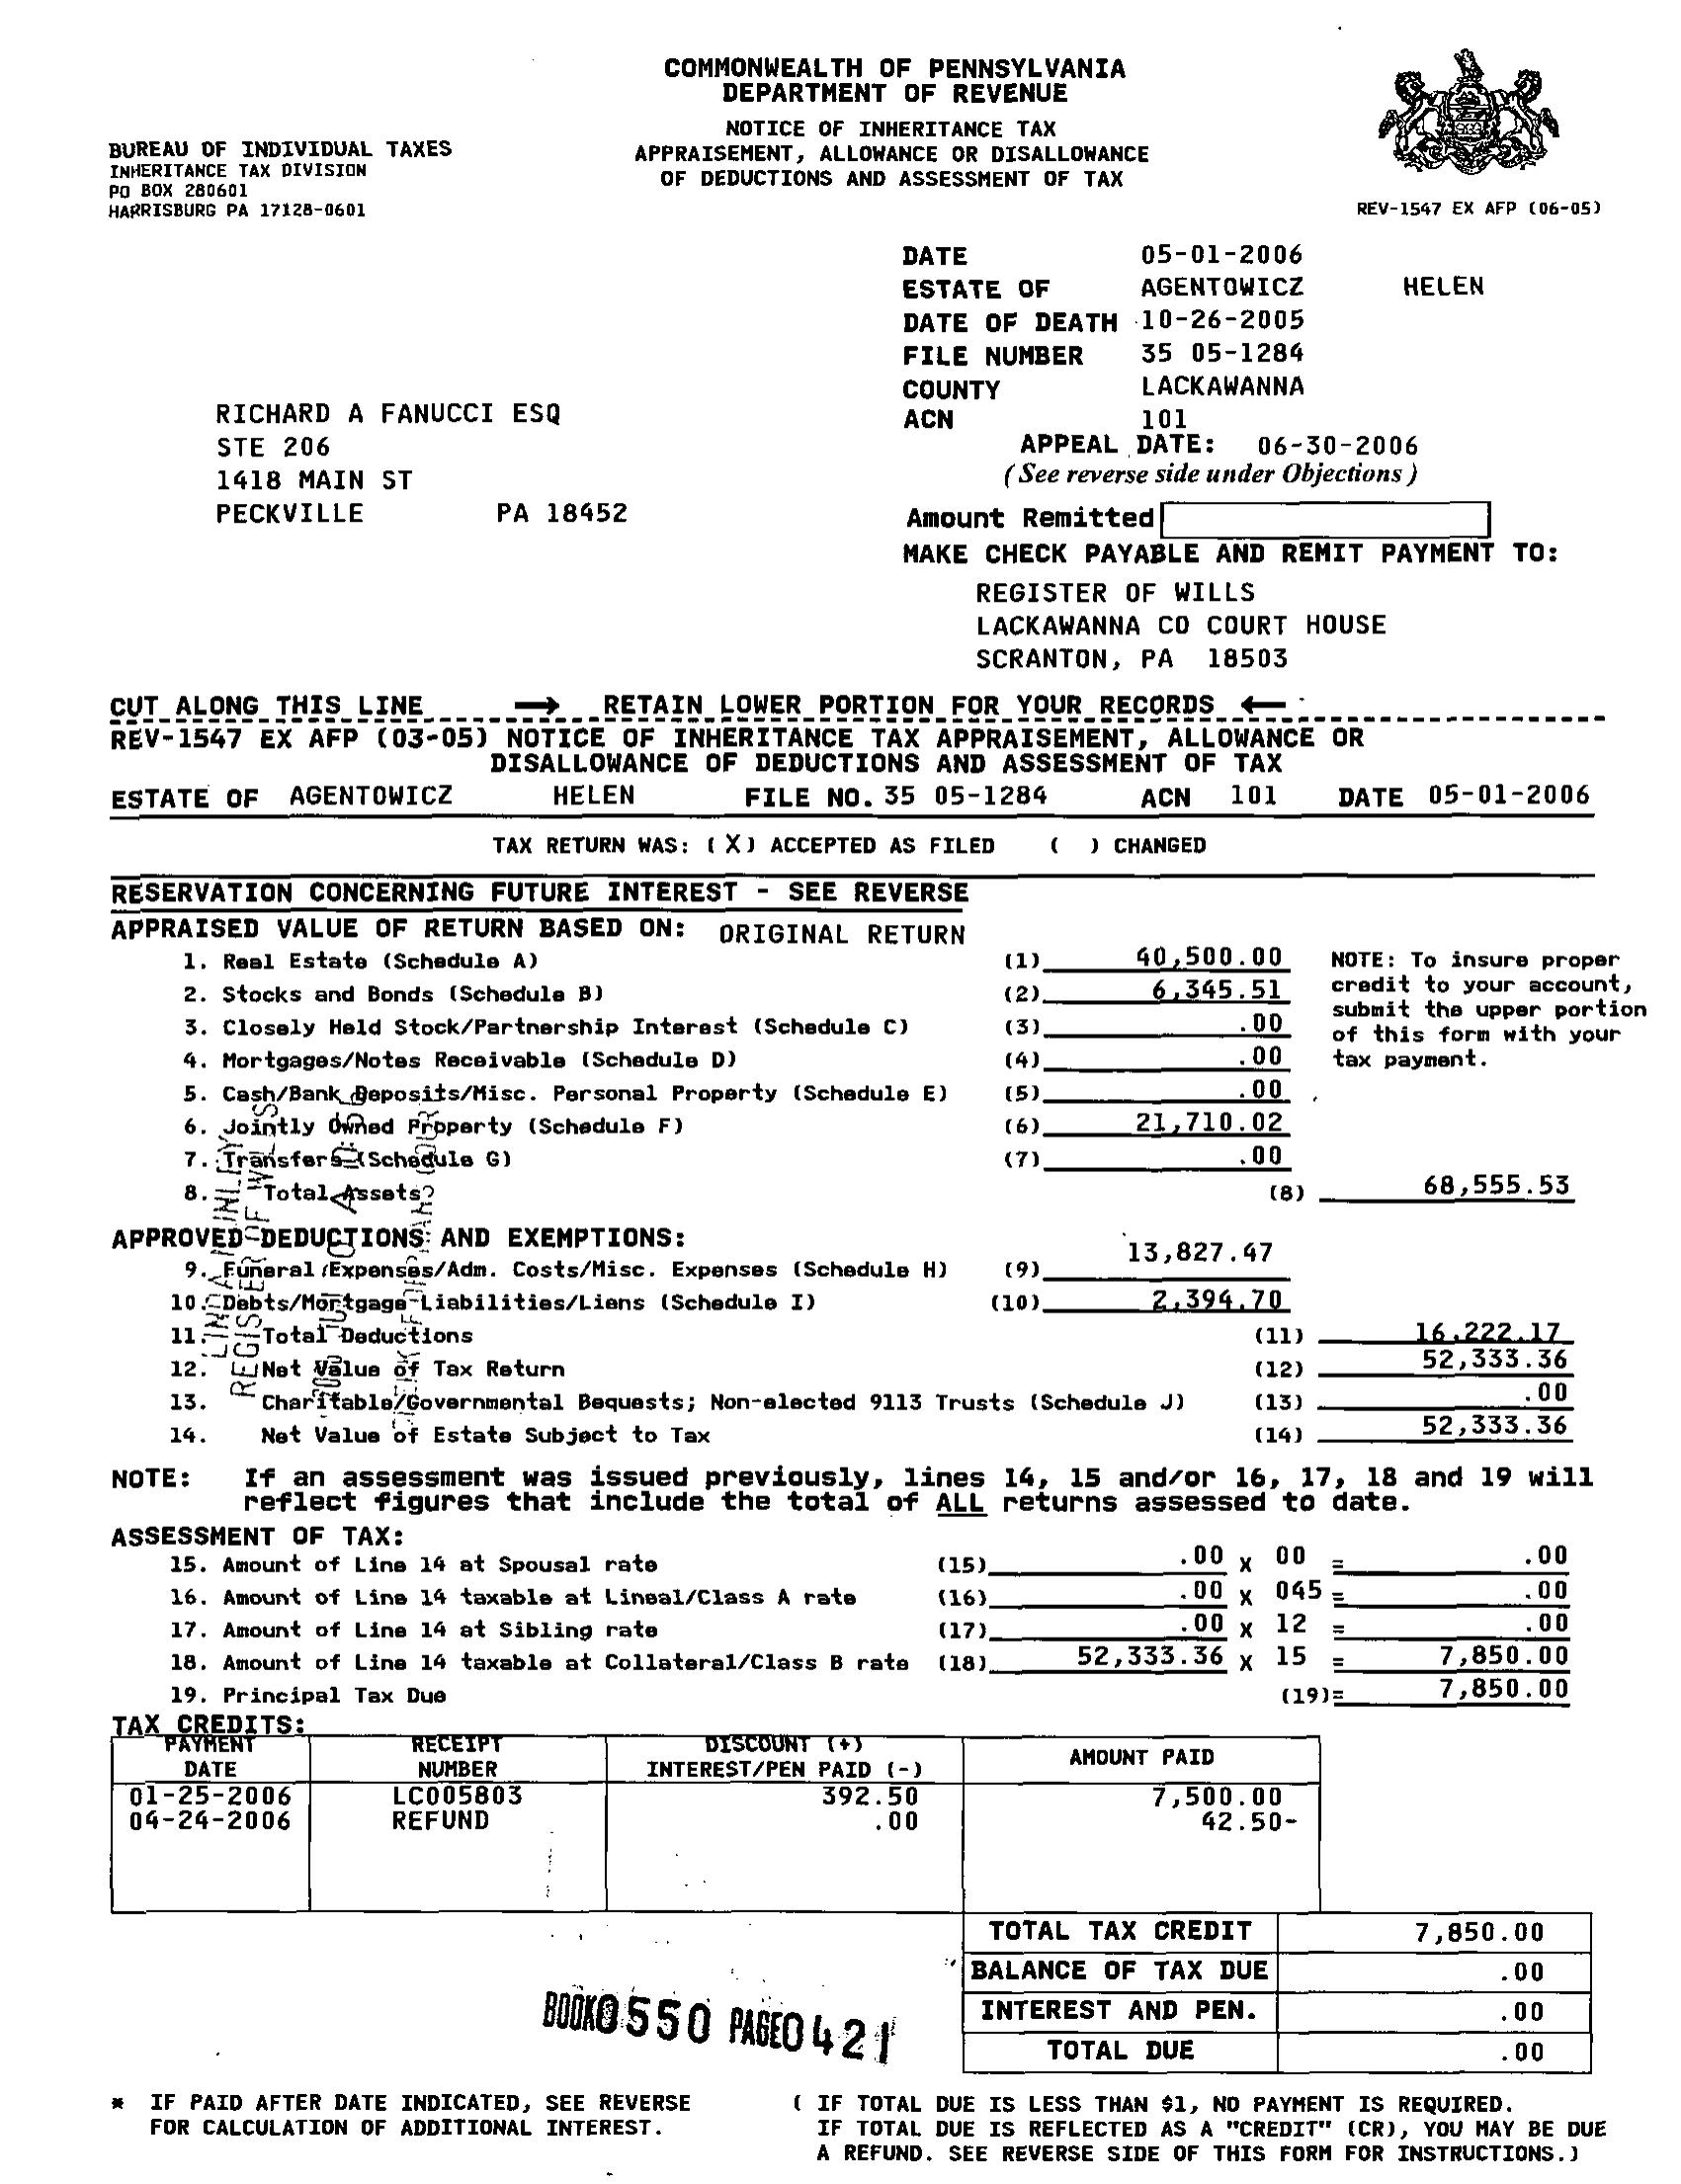 COMMONWEALTH OF PENNSYLVANIA
DEPARTMENT OF REVENUE
NOTICE OF INHERITANCE TAX
APPRAISEMENT, ALLOWANCE OR DISALLOWANCE
OF DEDUCTIONS AND ASSESSMENT OF TAX
BUREAU OF INDIVIDUAL TAXES
INHERITANCE TAX DIVISION
PO BOX 280601
HARRISBURG PA 17128-0601
REV-1547 EX AFP (06-05)
DATE 05-01-2006
ESTATE OF AGENTOWICZ HELEN
DATE OF DEATH 10-26-2005
FILE NUMBER 35 05-1284
COUNTY LACKAWANNA
ACN 101
APPEAL DATE: 06-30-2006
(See reverse side under Objections)
RICHARD A FANUCCI ESQ
STE 206
1418 MAIN ST
PECKVILLE PA 18452
Amount Remitted
MAKE CHECK PAYABLE AND REMIT PAYMENT TO:
REGISTER OF WILLS
LACKAWANNA CO COURT HOUSE
SCRANTON, PA 18503
CUT ALONG THIS LINE → RETAIN LOWER PORTION FOR YOUR RECORDS ←
REV-1547 EX AFP (03-05) NOTICE OF INHERITANCE TAX APPRAISEMENT, ALLOWANCE OR
DISALLOWANCE OF DEDUCTIONS AND ASSESSMENT OF TAX
ESTATE OF AGENTOWICZ HELEN FILE NO. 35 05-1284 ACN 101 DATE 05-01-2006
TAX RETURN WAS: (X) ACCEPTED AS FILED ( ) CHANGED
RESERVATION CONCERNING FUTURE INTEREST - SEE REVERSE
APPRAISED VALUE OF RETURN BASED ON: ORIGINAL RETURN
1. Real Estate (Schedule A) (1) 40,500.00
2. Stocks and Bonds (Schedule B) (2) 6,345.51
3. Closely Held Stock/Partnership Interest (Schedule C) (3) .00
4. Mortgages/Notes Receivable (Schedule D) (4) .00
5. Cash/Bank Deposits/Misc. Personal Property (Schedule E) (5) .00
6. Jointly Owned Property (Schedule F) (6) 21,710.02
7. Transfers (Schedule G) (7) .00
8. Total Assets (8) 68,555.53
NOTE: To insure proper
credit to your account,
submit the upper portion
of this form with your
tax payment.
APPROVED DEDUCTIONS AND EXEMPTIONS:
9. Funeral Expenses/Adm. Costs/Misc. Expenses (Schedule H) (9) 13,827.47
10. Debts/Mortgage Liabilities/Liens (Schedule I) (10) 2,394.70
11. Total Deductions (11) 16,222.17
12. Net Value of Tax Return (12) 52,333.36
13. Charitable/Governmental Bequests; Non-elected 9113 Trusts (Schedule J) (13) .00
14. Net Value of Estate Subject to Tax (14) 52,333.36
NOTE: If an assessment was issued previously, lines 14, 15 and/or 16, 17, 18 and 19 will
reflect figures that include the total of ALL returns assessed to date.
ASSESSMENT OF TAX:
15. Amount of Line 14 at Spousal rate (15) .00 X 00 = .00
16. Amount of Line 14 taxable at Lineal/Class A rate (16) .00 X 045 = .00
17. Amount of Line 14 at Sibling rate (17) .00 X 12 = .00
18. Amount of Line 14 taxable at Collateral/Class B rate (18) 52,333.36 X 15 = 7,850.00
19. Principal Tax Due (19)= 7,850.00
TAX CREDITS:
PAYMENT DATE RECEIPT NUMBER DISCOUNT (+) INTEREST/PEN PAID (-) AMOUNT PAID
01-25-2006 LC005803 392.50 7,500.00
04-24-2006 REFUND .00 42.50-
TOTAL TAX CREDIT 7,850.00
BALANCE OF TAX DUE .00
INTEREST AND PEN. .00
TOTAL DUE .00
BOOK0550 PAGE0421
* IF PAID AFTER DATE INDICATED, SEE REVERSE
FOR CALCULATION OF ADDITIONAL INTEREST.
( IF TOTAL DUE IS LESS THAN $1, NO PAYMENT IS REQUIRED.
IF TOTAL DUE IS REFLECTED AS A "CREDIT" (CR), YOU MAY BE DUE
A REFUND. SEE REVERSE SIDE OF THIS FORM FOR INSTRUCTIONS.)
REGISTER OF WILLS